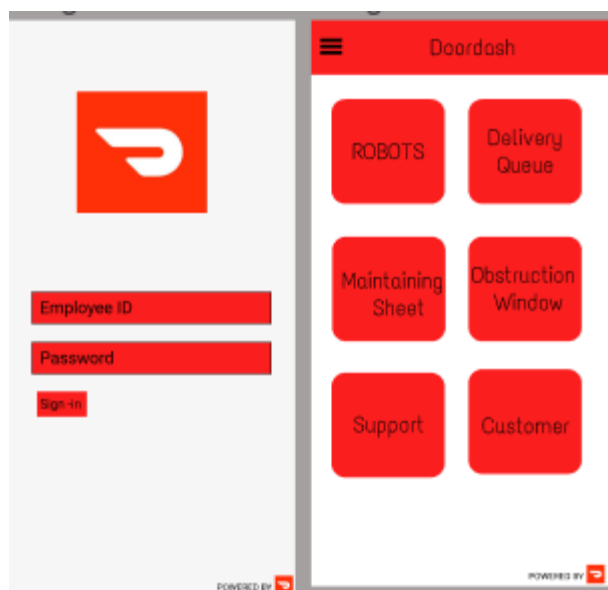 Employee ID
Password
Sign-in
POWERED BY
Doordash
ROBOTS
Delivery
Queue
Maintaining
Sheet
Obstruction
Window
Support
Customer
POWERED BY